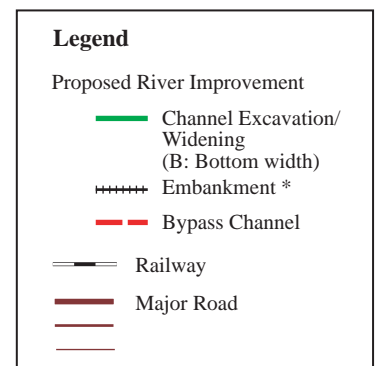 Legend
Proposed River Improvement
Channel Excavation/
Widening
(B: Bottom width)
Embankment *
Bypass Channel
Railway
Major Road